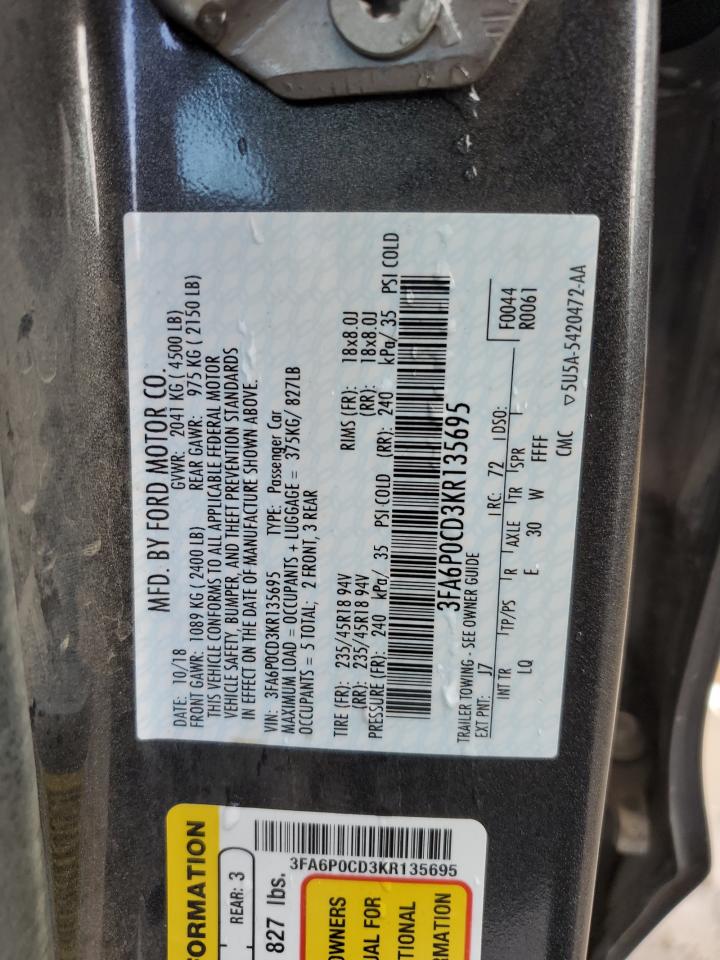 MFD. BY FORD MOTOR CO.
DATE: 10/18 GVWR: 2041 KG ( 4500 LB)
FRONT GAWR: 1089 KG ( 2400 LB) REAR GAWR: 975 KG ( 2150 LB)
THIS VEHICLE CONFORMS TO ALL APPLICABLE FEDERAL MOTOR
VEHICLE SAFETY, BUMPER, AND THEFT PREVENTION STANDARDS
IN EFFECT ON THE DATE OF MANUFACTURE SHOWN ABOVE.
VIN: 3FA6P0CD3KR135695 TYPE: Passenger Car
MAXIMUM LOAD = OCCUPANTS + LUGGAGE = 375KG/ 827LB
OCCUPANTS = 5 TOTAL: 2 FRONT, 3 REAR
TIRE (FR): 235/45R18 94V RIMS (FR): 18x8.0J
(RR): 235/45R18 94V (RR): 18x8.0J
PRESSURE (FR): 240 kPa/ 35 PSI COLD (RR): 240 kPa/ 35 PSI COLD
3FA6P0CD3KR135695
TRAILER TOWING - SEE OWNER GUIDE
EXT PNT: J7 RC: 72 DSO:
INT TR TP/PS R AXLE TR SPR
LQ E 30 W FFFF
F0044
R0061
CMC ▽5U5A-5420472-AA
FORMATION
REAR: 3
827 lbs.
3FA6P0CD3KR135695
OWNERS
UAL FOR
TIONAL
RMATION